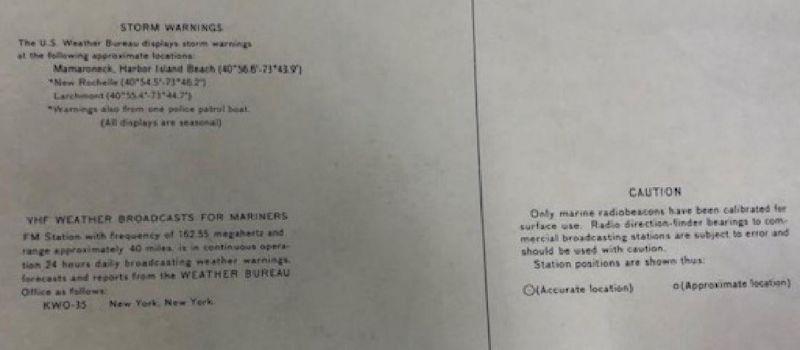 STORM WARNINGS
The U.S. Weather Bureau displays storm warnings
at the following approximate locations:
Mamaroneck, Harbor Island Beach (40°56.6'-73°43.9')
*New Rochelle (40°54.5'-73°46.2')
Larchmont (40°55.4'-73°44.7')
*Warnings also from one police patrol boat.
(All displays are seasonal)
VHF WEATHER BROADCASTS FOR MARINERS
FM Station with frequency of 162.55 megahertz and
range approximately 40 miles, is in continuous opera-
tion 24 hours daily broadcasting weather warnings,
forecasts and reports from the WEATHER BUREAU
Office as follows:
KWO-35 New York, New York
CAUTION
Only marine radiobeacons have been calibrated for
surface use. Radio direction-finder bearings to com-
mercial broadcasting stations are subject to error and
should be used with caution.
Station positions are shown thus:
⊙(Accurate location) o(Approximate location)